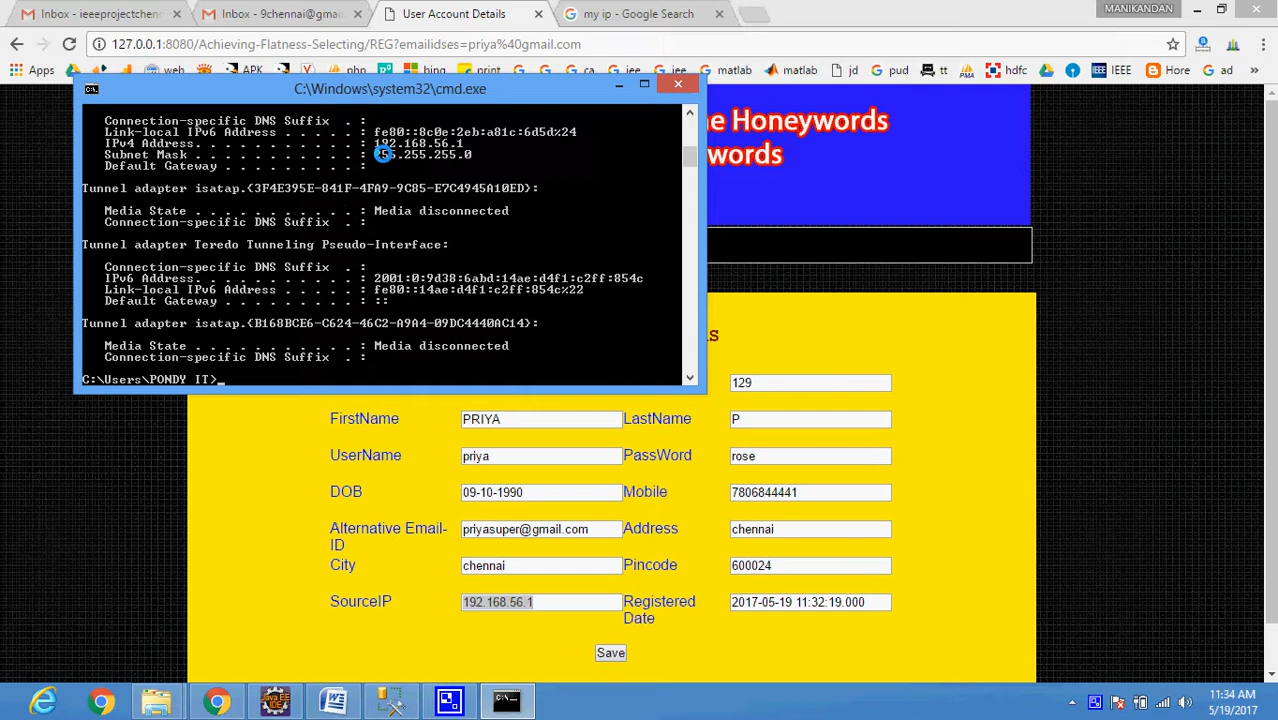 Inbox - ieeeprojectchen
Inbox - 9chennai@gmai
User Account Details
my ip - Google Search
MANIKANDAN
127.0.0.1:8080/Achieving-Flatness-Selecting/REG?emailidses=priya%40gmail.com
Apps
web
APK
print
iee
matlab
matlab
jd
pud
tt
hdfc
IEEE
Hore
ad
C:\Windows\system32\cmd.exe
Connection-specific DNS Suffix . :
Link-local IPv6 Address . . . . . : fe80::8c0e:2eb:a81c:6d5d%24
IPv4 Address. . . . . . . . . . . : 192.168.56.1
Subnet Mask . . . . . . . . . . . : 255.255.255.0
Default Gateway . . . . . . . . . :
Tunnel adapter isatap.{3F4E395E-841F-4FA9-9C85-E7C4945A10ED}:
Media State . . . . . . . . . . . : Media disconnected
Connection-specific DNS Suffix . :
Tunnel adapter Teredo Tunneling Pseudo-Interface:
Connection-specific DNS Suffix . :
IPv6 Address. . . . . . . . . . . : 2001:0:9d38:6abd:14ae:d4f1:c2ff:854c
Link-local IPv6 Address . . . . . : fe80::14ae:d4f1:c2ff:854c%22
Default Gateway . . . . . . . . . : ::
Tunnel adapter isatap.{B168BCE6-C624-46C2-A9A4-09DC4440AC14}:
Media State . . . . . . . . . . . : Media disconnected
Connection-specific DNS Suffix . :
C:\Users\PONDY IT>_
e Honeywords
words
129
FirstName PRIYA LastName P
UserName priya PassWord rose
DOB 09-10-1990 Mobile 7806844441
Alternative Email-ID priyasuper@gmail.com Address chennai
City chennai Pincode 600024
SourceIP 192.168.56.1 Registered Date 2017-05-19 11:32:19.000
Save
11:34 AM
5/19/2017